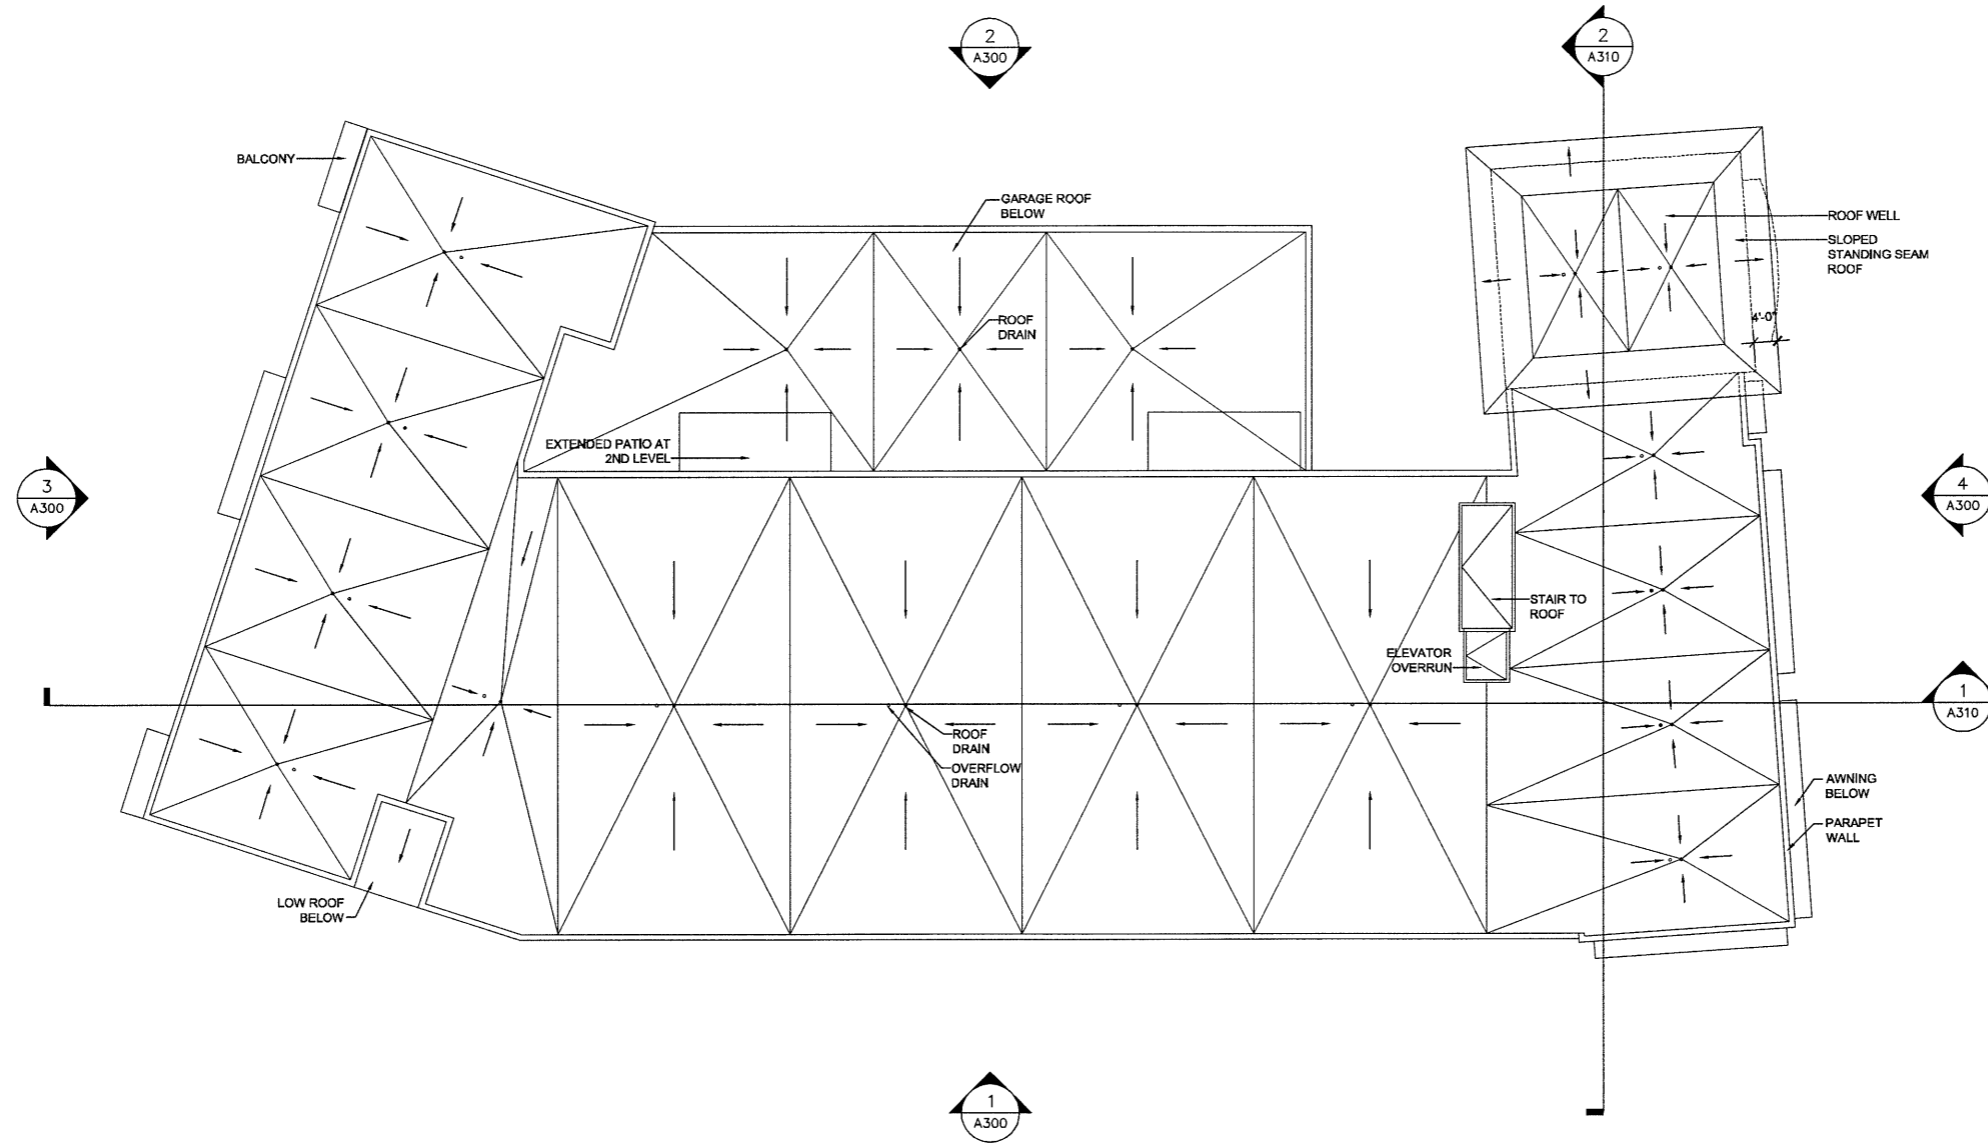 2
A300
2
A310
BALCONY
GARAGE ROOF
BELOW
ROOF WELL
SLOPED
STANDING SEAM
ROOF
4'-0"
ROOF
DRAIN
EXTENDED PATIO AT
2ND LEVEL
3
A300
4
A300
STAIR TO
ROOF
ELEVATOR
OVERRUN
1
A310
ROOF
DRAIN
OVERFLOW
DRAIN
AWNING
BELOW
PARAPET
WALL
LOW ROOF
BELOW
1
A300